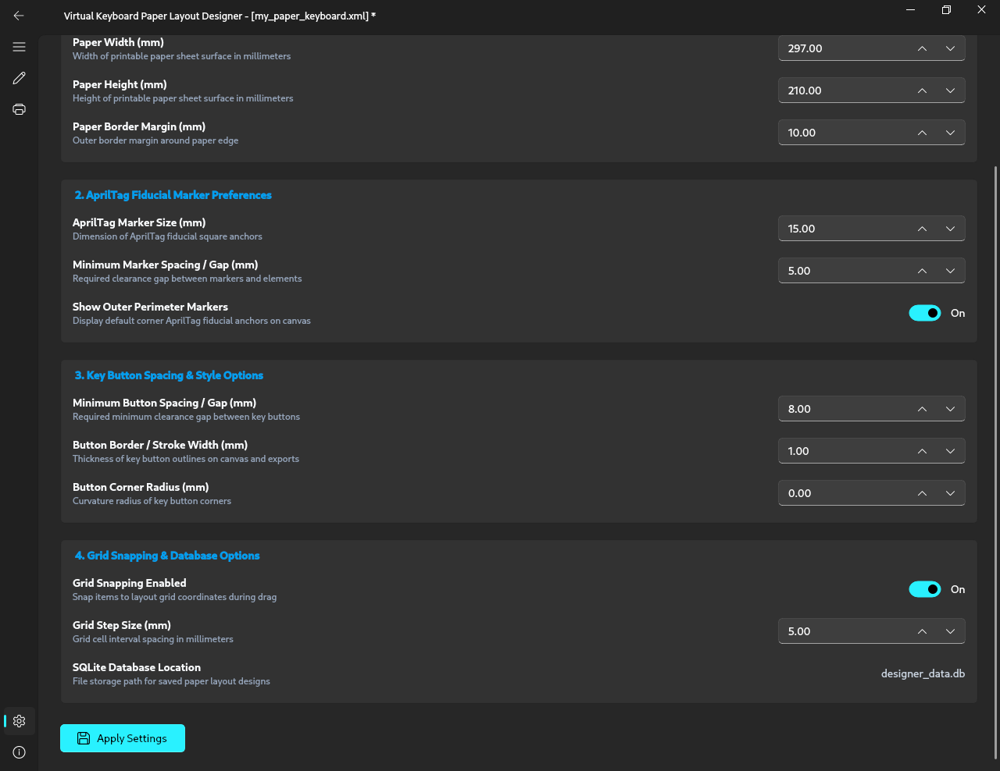 Virtual Keyboard Paper Layout Designer - [my_paper_keyboard.xml] *
Paper Width (mm)
Width of printable paper sheet surface in millimeters
297.00
Paper Height (mm)
Height of printable paper sheet surface in millimeters
210.00
Paper Border Margin (mm)
Outer border margin around paper edge
10.00
2. AprilTag Fiducial Marker Preferences
AprilTag Marker Size (mm)
Dimension of AprilTag fiducial square anchors
15.00
Minimum Marker Spacing / Gap (mm)
Required clearance gap between markers and elements
5.00
Show Outer Perimeter Markers
Display default corner AprilTag fiducial anchors on canvas
On
3. Key Button Spacing & Style Options
Minimum Button Spacing / Gap (mm)
Required minimum clearance gap between key buttons
8.00
Button Border / Stroke Width (mm)
Thickness of key button outlines on canvas and exports
1.00
Button Corner Radius (mm)
Curvature radius of key button corners
0.00
4. Grid Snapping & Database Options
Grid Snapping Enabled
Snap items to layout grid coordinates during drag
On
Grid Step Size (mm)
Grid cell interval spacing in millimeters
5.00
SQLite Database Location
File storage path for saved paper layout designs
designer_data.db
Apply Settings